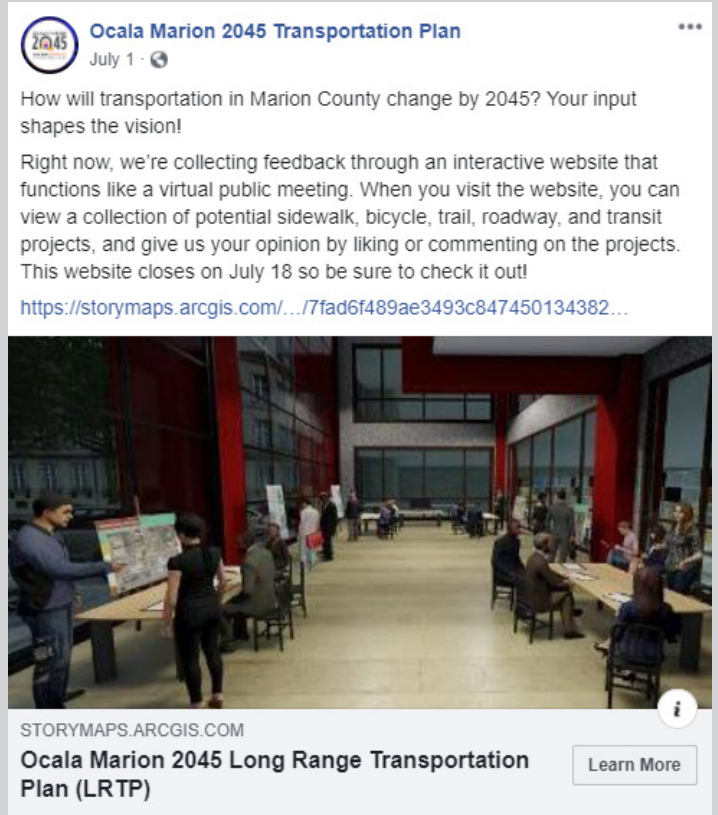 2045
Ocala Marion 2045 Transportation Plan
July 1 ·
How will transportation in Marion County change by 2045? Your input
shapes the vision!
Right now, we're collecting feedback through an interactive website that
functions like a virtual public meeting. When you visit the website, you can
view a collection of potential sidewalk, bicycle, trail, roadway, and transit
projects, and give us your opinion by liking or commenting on the projects.
This website closes on July 18 so be sure to check it out!
https://storymaps.arcgis.com/…/7fad6f489ae3493c847450134382…
i
STORYMAPS.ARCGIS.COM
Ocala Marion 2045 Long Range Transportation
Plan (LRTP)
Learn More